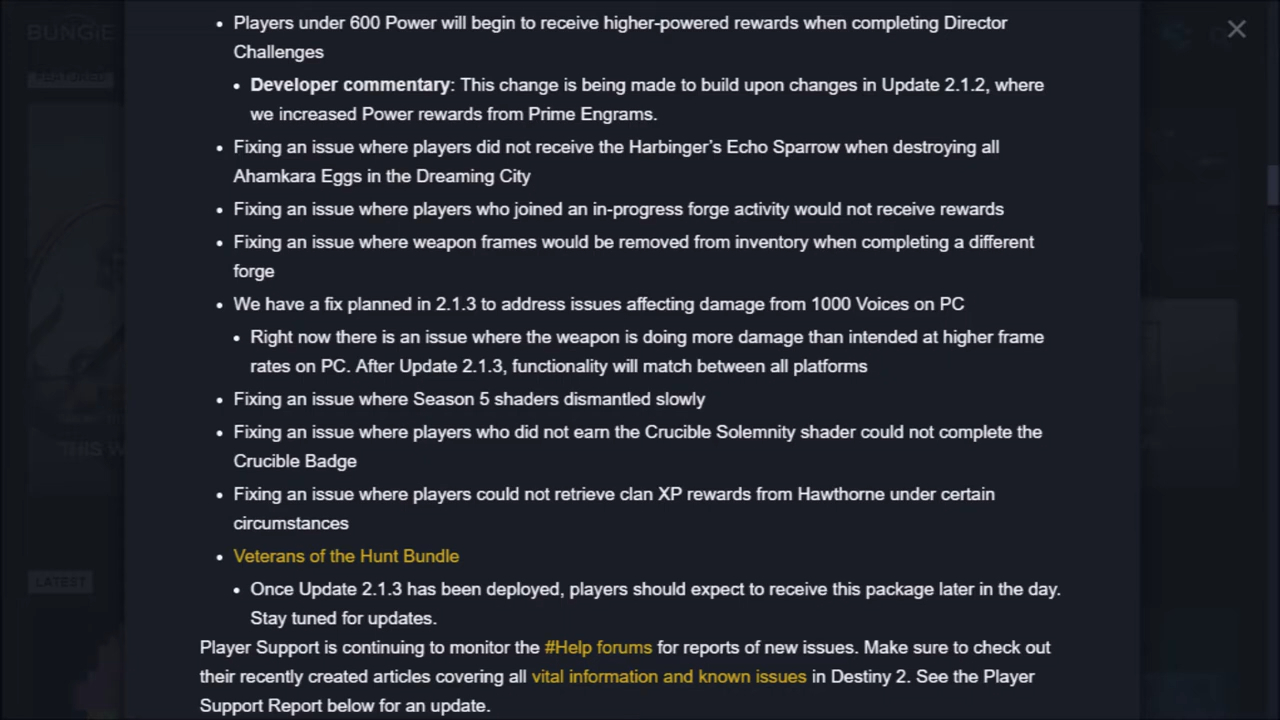 BUNGiE
FEATURED
Players under 600 Power will begin to receive higher-powered rewards when completing Director
Challenges
Developer commentary: This change is being made to build upon changes in Update 2.1.2, where
we increased Power rewards from Prime Engrams.
Fixing an issue where players did not receive the Harbinger's Echo Sparrow when destroying all
Ahamkara Eggs in the Dreaming City
Fixing an issue where players who joined an in-progress forge activity would not receive rewards
Fixing an issue where weapon frames would be removed from inventory when completing a different
forge
We have a fix planned in 2.1.3 to address issues affecting damage from 1000 Voices on PC
Right now there is an issue where the weapon is doing more damage than intended at higher frame
rates on PC. After Update 2.1.3, functionality will match between all platforms
Fixing an issue where Season 5 shaders dismantled slowly
Fixing an issue where players who did not earn the Crucible Solemnity shader could not complete the
Crucible Badge
Fixing an issue where players could not retrieve clan XP rewards from Hawthorne under certain
circumstances
Veterans of the Hunt Bundle
Once Update 2.1.3 has been deployed, players should expect to receive this package later in the day.
Stay tuned for updates.
Player Support is continuing to monitor the #Help forums for reports of new issues. Make sure to check out
their recently created articles covering all vital information and known issues in Destiny 2. See the Player
Support Report below for an update.
THIS W
LATEST